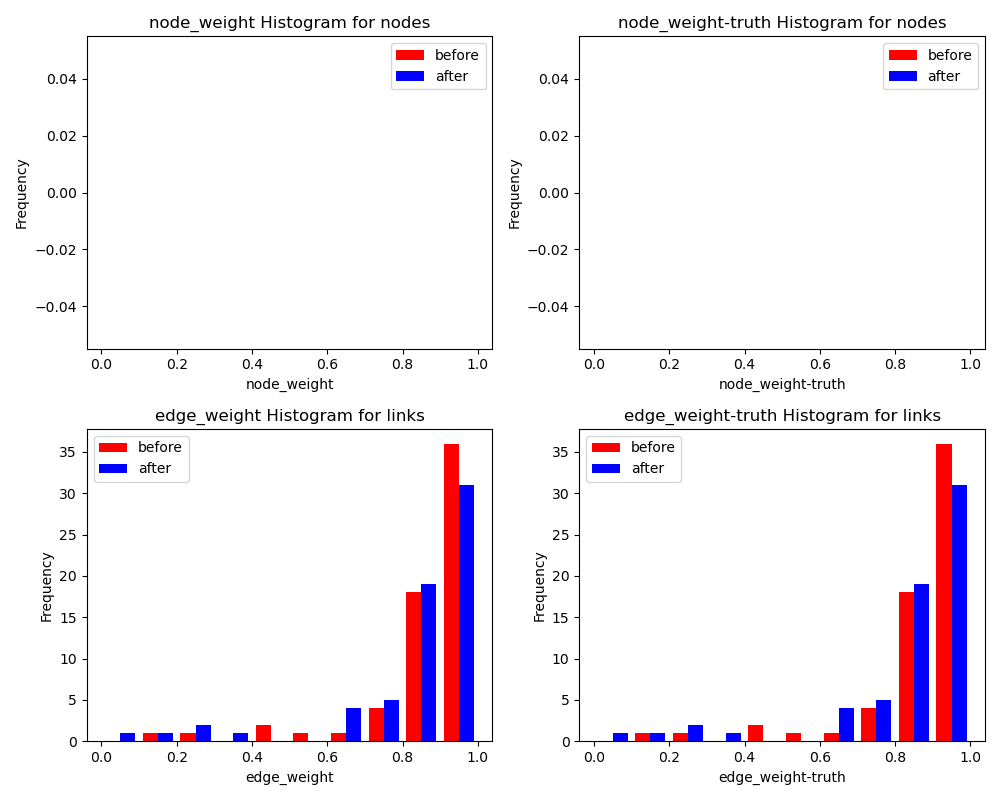 node_weight Histogram for nodes
before
after
0.04
0.02
0.00
−0.02
−0.04
Frequency
0.0 0.2 0.4 0.6 0.8 1.0
node_weight
node_weight-truth Histogram for nodes
before
after
0.04
0.02
0.00
−0.02
−0.04
Frequency
0.0 0.2 0.4 0.6 0.8 1.0
node_weight-truth
edge_weight Histogram for links
before
after
35
30
25
20
15
10
5
0
Frequency
0.0 0.2 0.4 0.6 0.8 1.0
edge_weight
edge_weight-truth Histogram for links
before
after
35
30
25
20
15
10
5
0
Frequency
0.0 0.2 0.4 0.6 0.8 1.0
edge_weight-truth